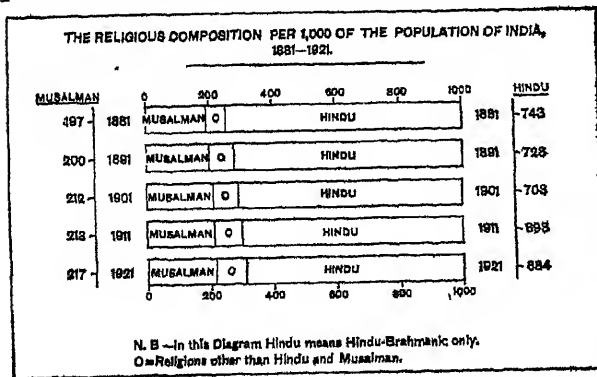 THE RELIGIOUS COMPOSITION PER 1,000 OF THE POPULATION OF INDIA,
1881—1921.
MUSALMAN 0 200 400 600 800 1000 HINDU
497 1881 MUSALMAN O HINDU 1881 743
200 1891 MUSALMAN O HINDU 1891 723
212 1901 MUSALMAN O HINDU 1901 703
213 1911 MUSALMAN O HINDU 1911 693
217 1921 MUSALMAN O HINDU 1921 684
0 200 400 600 800 1000
N. B —In this Diagram Hindu means Hindu-Brahmanic only.
O=Religions other than Hindu and Musalman.